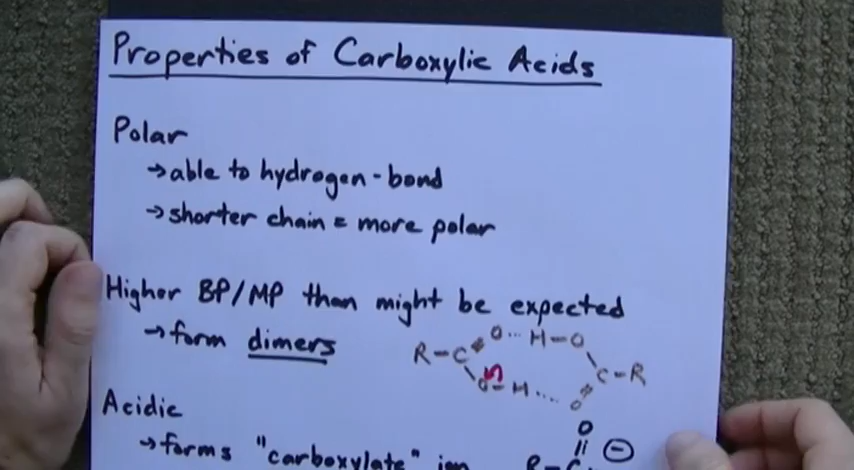 Properties of Carboxylic Acids
Polar
→able to hydrogen-bond
→shorter chain = more polar
Higher BP/MP than might be expected
→form dimers
R-C O...H-O
O-H.... C-R
O
Acidic
O
→forms "carboxylate" ion
R-C ⊖